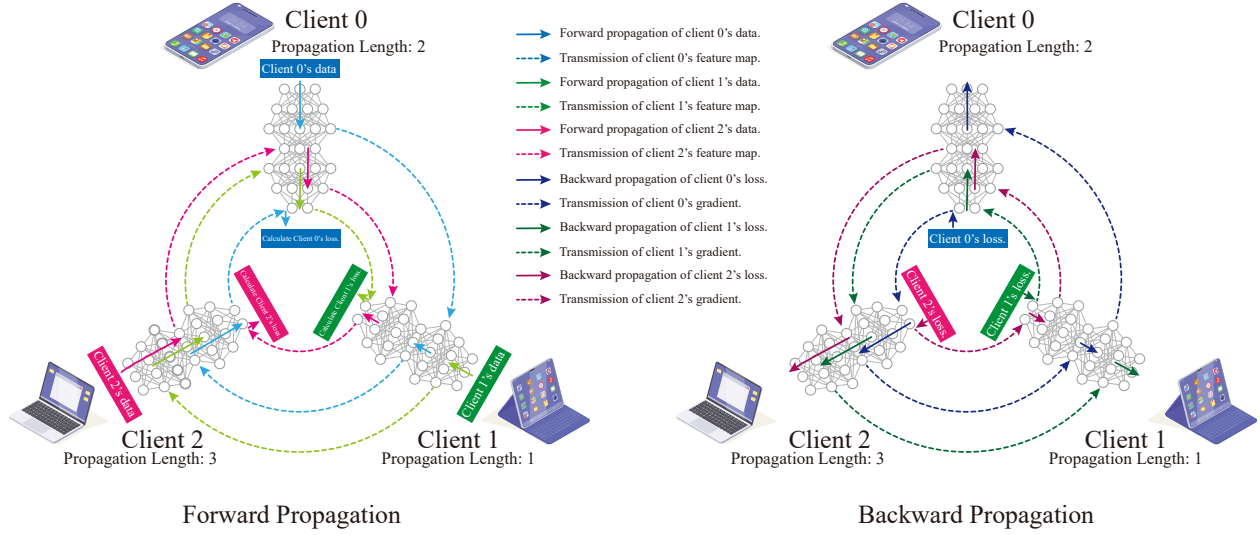 Client 0
Propagation Length: 2
Client 0's data
Calculate Client 0's loss.
Calculate Client 2's loss.
Calculate Client 1's loss.
Client 2's data
Client 1's data
Client 2
Propagation Length: 3
Client 1
Propagation Length: 1
Forward Propagation
Forward propagation of client 0's data.
Transmission of client 0's feature map.
Forward propagation of client 1's data.
Transmission of client 1's feature map.
Forward propagation of client 2's data.
Transmission of client 2's feature map.
Backward propagation of client 0's loss.
Transmission of client 0's gradient.
Backward propagation of client 1's loss.
Transmission of client 1's gradient.
Backward propagation of client 2's loss.
Transmission of client 2's gradient.
Client 0
Propagation Length: 2
Client 0's loss.
Client 2's loss.
Client 1's loss.
Client 2
Propagation Length: 3
Client 1
Propagation Length: 1
Backward Propagation